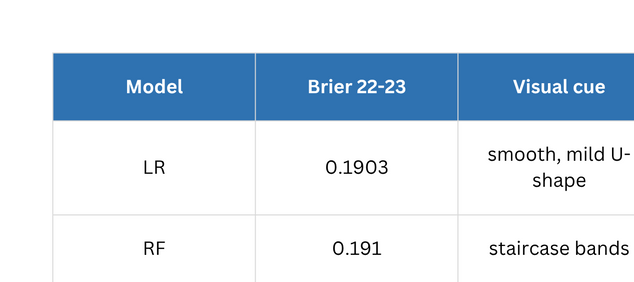 Model Brier 22-23 Visual cue
LR 0.1903 smooth, mild U-
shape
RF 0.191 staircase bands